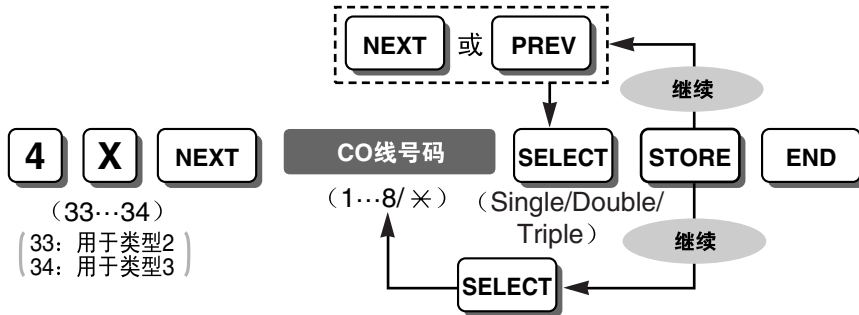 NEXT 或 PREV
继续
4 X NEXT CO线号码 SELECT STORE END
(33…34) (1…8/✳) (Single/Double/
Triple)
33：用于类型2
34：用于类型3
继续
SELECT